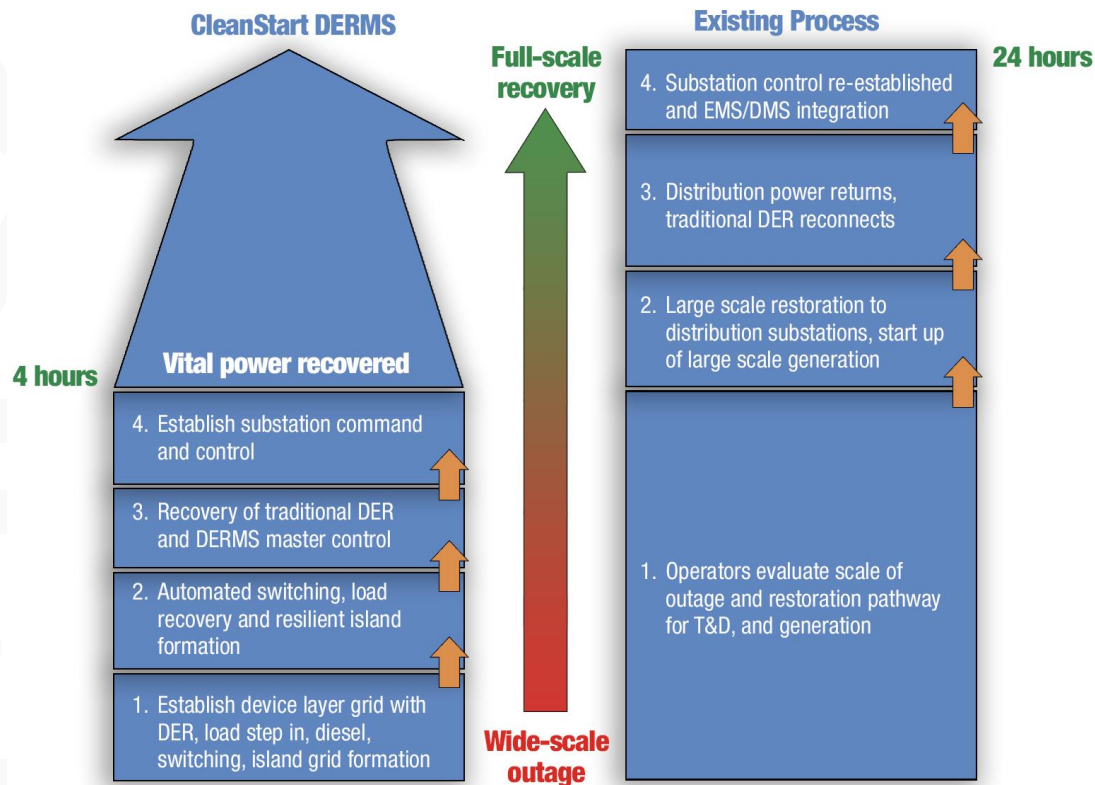 CleanStart DERMS
4 hours
Vital power recovered
4. Establish substation command
and control
3. Recovery of traditional DER
and DERMS master control
2. Automated switching, load
recovery and resilient island
formation
1. Establish device layer grid with
DER, load step in, diesel,
switching, island grid formation
Full-scale
recovery
Wide-scale
outage
Existing Process
24 hours
4. Substation control re-established
and EMS/DMS integration
3. Distribution power returns,
traditional DER reconnects
2. Large scale restoration to
distribution substations, start up
of large scale generation
1. Operators evaluate scale of
outage and restoration pathway
for T&D, and generation